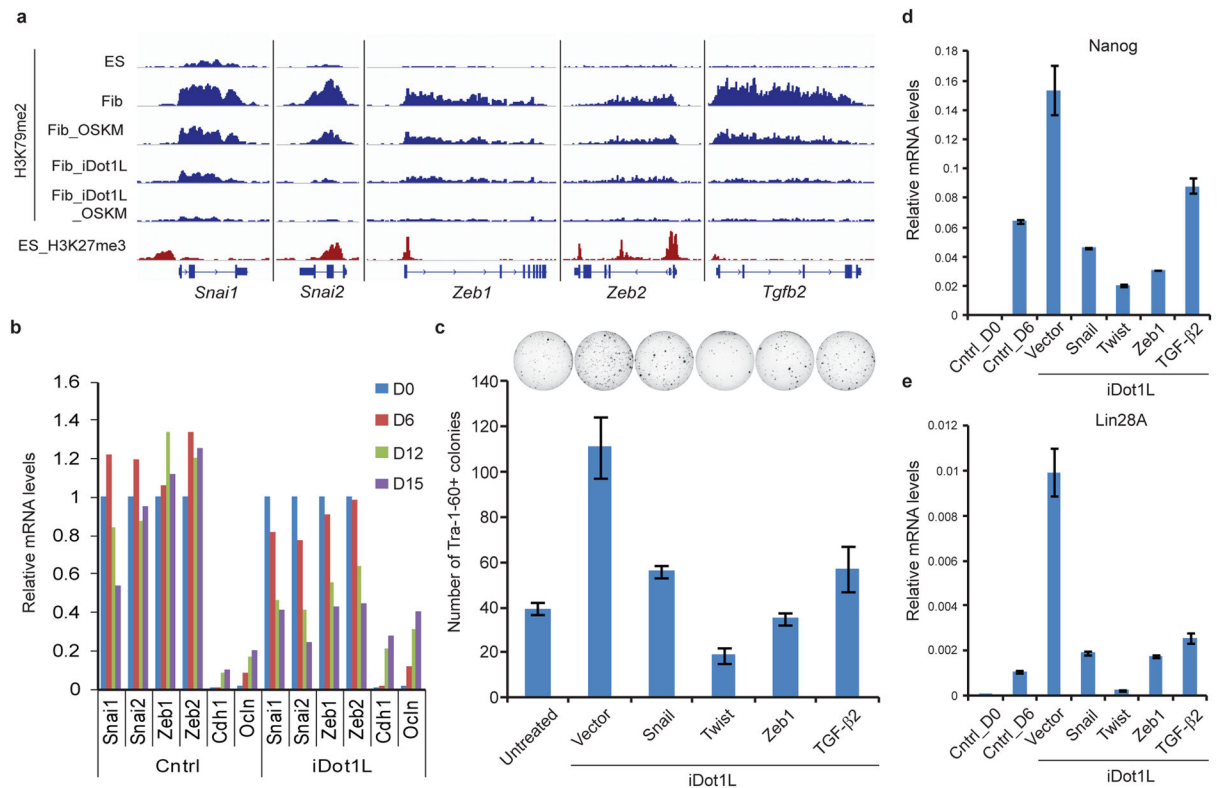 a
H3K79me2
ES
Fib
Fib_OSKM
Fib_iDot1L
Fib_iDot1L
_OSKM
ES_H3K27me3
Snai1 Snai2 Zeb1 Zeb2 Tgfb2
b
Relative mRNA levels
1.6
1.4
1.2
1
0.8
0.6
0.4
0.2
0
D0
D6
D12
D15
Snai1 Snai2 Zeb1 Zeb2 Cdh1 Ocln Snai1 Snai2 Zeb1 Zeb2 Cdh1 Ocln
Cntrl iDot1L
c
Number of Tra-1-60+ colonies
140
120
100
80
60
40
20
0
Untreated Vector Snail Twist Zeb1 TGF-β2
iDot1L
d
Nanog
Relative mRNA levels
0.18
0.16
0.14
0.12
0.1
0.08
0.06
0.04
0.02
0
Cntrl_D0 Cntrl_D6 Vector Snail Twist Zeb1 TGF-β2
iDot1L
e
Lin28A
Relative mRNA levels
0.012
0.010
0.008
0.006
0.004
0.002
0.000
Cntrl_D0 Cntrl_D6 Vector Snail Twist Zeb1 TGF-β2
iDot1L